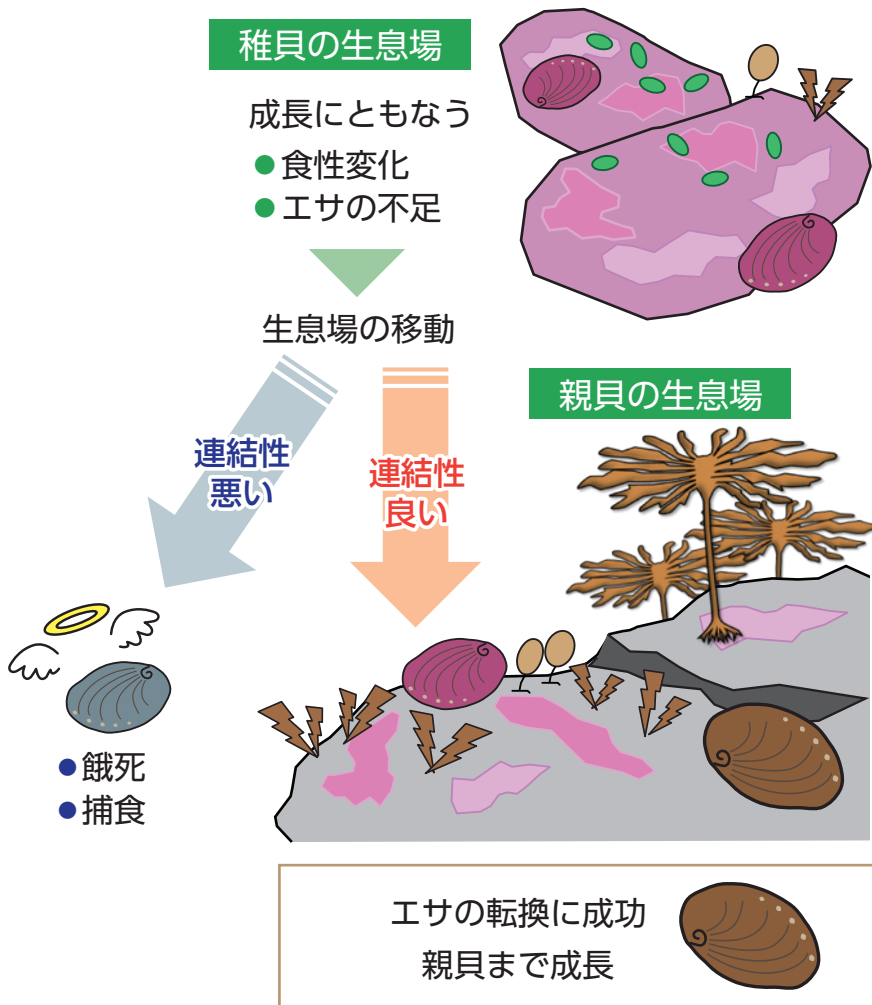 稚貝の生息場
成長にともなう
●食性変化
●エサの不足
生息場の移動
連結性
悪い
連結性
良い
親貝の生息場
●餓死
●捕食
エサの転換に成功
親貝まで成長